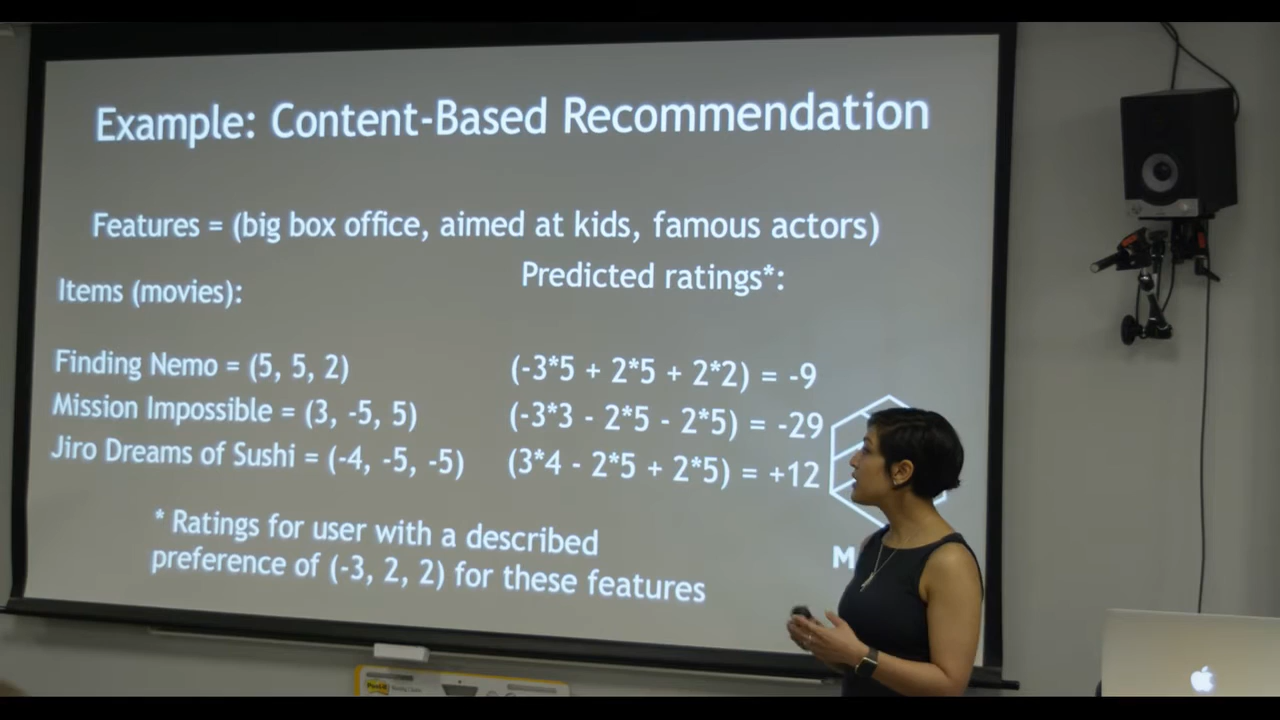 Example: Content-Based Recommendation
Features = (big box office, aimed at kids, famous actors)
Items (movies):
Predicted ratings*:
Finding Nemo = (5, 5, 2)
(-3*5 + 2*5 + 2*2) = -9
Mission Impossible = (3, -5, 5)
(-3*3 - 2*5 - 2*5) = -29
Jiro Dreams of Sushi = (-4, -5, -5)
(3*4 - 2*5 + 2*5) = +12
* Ratings for user with a described
preference of (-3, 2, 2) for these features
M
Post-it